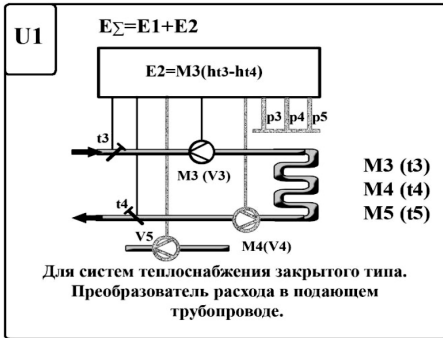 U1
E∑=E1+E2
E2=M3(ht3-ht4)
p3 p4 p5
t3
M3 (V3)
M3 (t3)
M4 (t4)
M5 (t5)
t4
V5
M4(V4)
Для систем теплоснабжения закрытого типа.
Преобразователь расхода в подающем
трубопроводе.